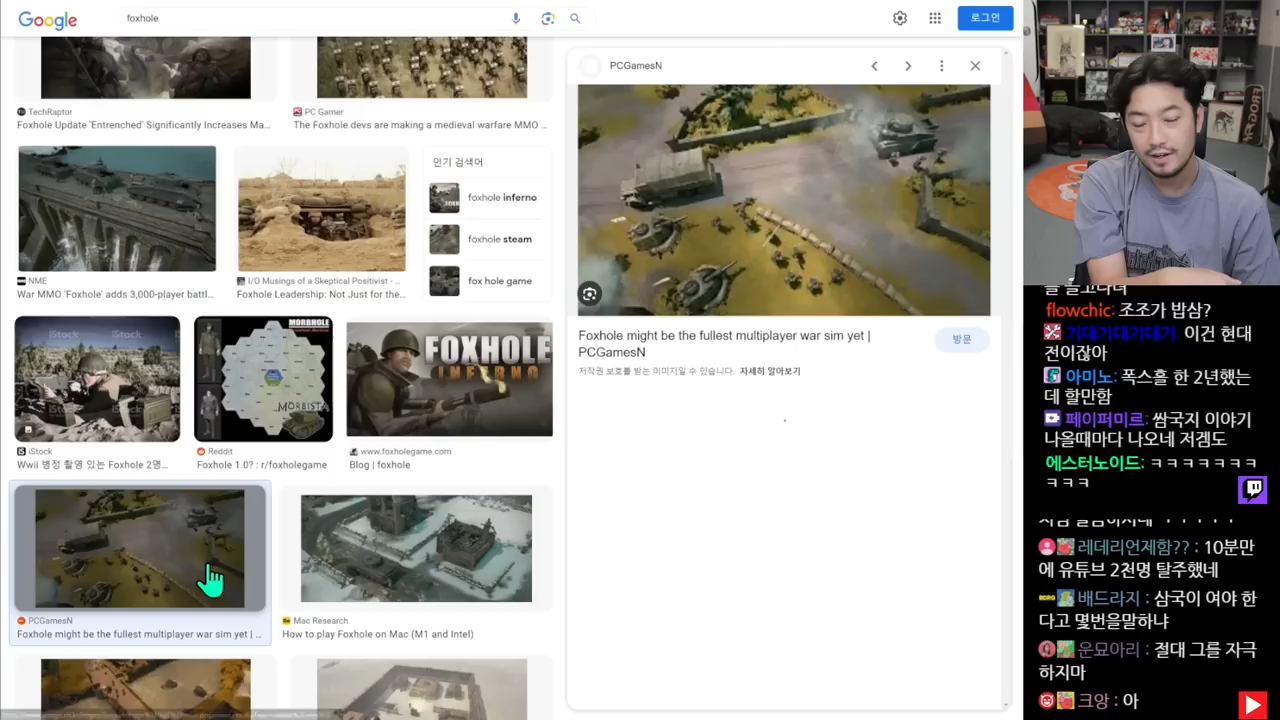 Google
foxhole
로그인
TechRaptor
Foxhole Update 'Entrenched' Significantly Increases Ma...
PC Gamer
The Foxhole devs are making a medieval warfare MMO ...
NME
War MMO 'Foxhole' adds 3,000-player battl...
I/O Musings of a Skeptical Positivist - ...
Foxhole Leadership: Not Just for the...
인기 검색어
foxhole inferno
foxhole steam
fox hole game
iStock
Wwii 병정 촬영 있는 Foxhole 2명...
MORBHOLE
MORBISTA
Reddit
Foxhole 1.0? : r/foxholegame
FOXHOLE
INFERNO
www.foxholegame.com
Blog | foxhole
PCGamesN
Foxhole might be the fullest multiplayer war sim yet | ...
Mac Research
How to play Foxhole on Mac (M1 and Intel)
PCGamesN
Foxhole might be the fullest multiplayer war sim yet |
PCGamesN
방문
저작권 보호를 받는 이미지일 수 있습니다. 자세히 알아보기
flowchic: 조조가 밥삼?
기대기대기대기 이건 현대
전이잖아
아미노: 폭스홀 한 2년했는
데 할만함
페이퍼미르: 쌈국지 이야기
나올때마다 나오네 저겜도
에스터노이드: ㅋㅋㅋㅋㅋㅋㅋ
ㅋㅋㅋ
레데리언제함?? : 10분만
에 유튜브 2천명 탈주했네
배드라지 : 삼국이 여야 한
다고 몇번을말하냐
운묘아리 : 절대 그를 자극
하지마
크앙 : 아